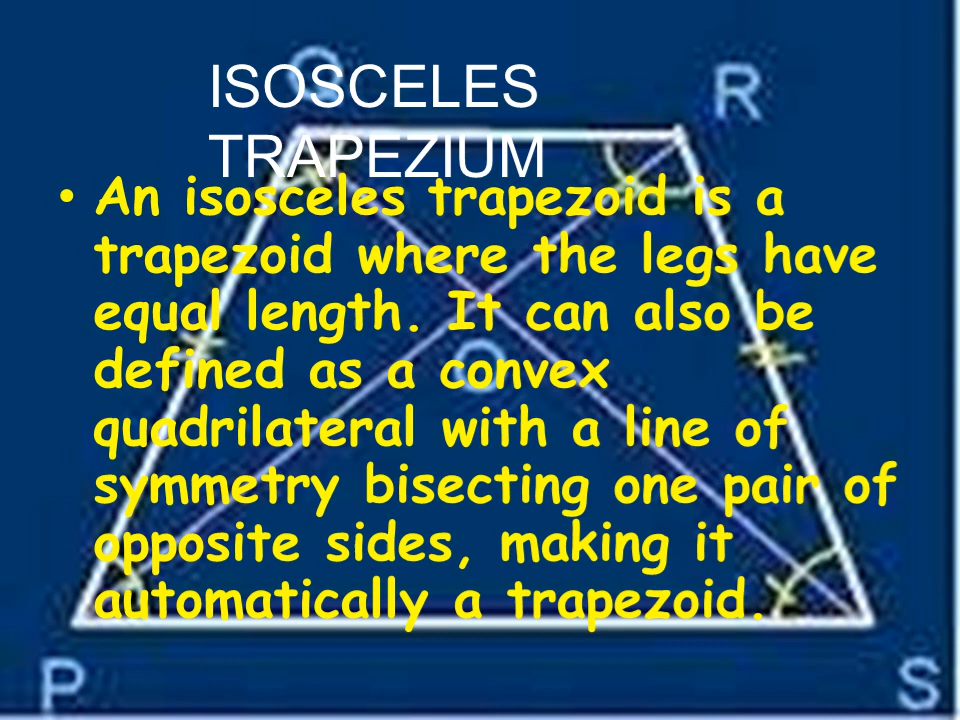 ISOSCELES
Q R
TRAPEZIUM
• An isosceles trapezoid is a
trapezoid where the legs have
equal length. It can also be
O
defined as a convex
quadrilateral with a line of
symmetry bisecting one pair of
opposite sides, making it
automatically a trapezoid.
P S